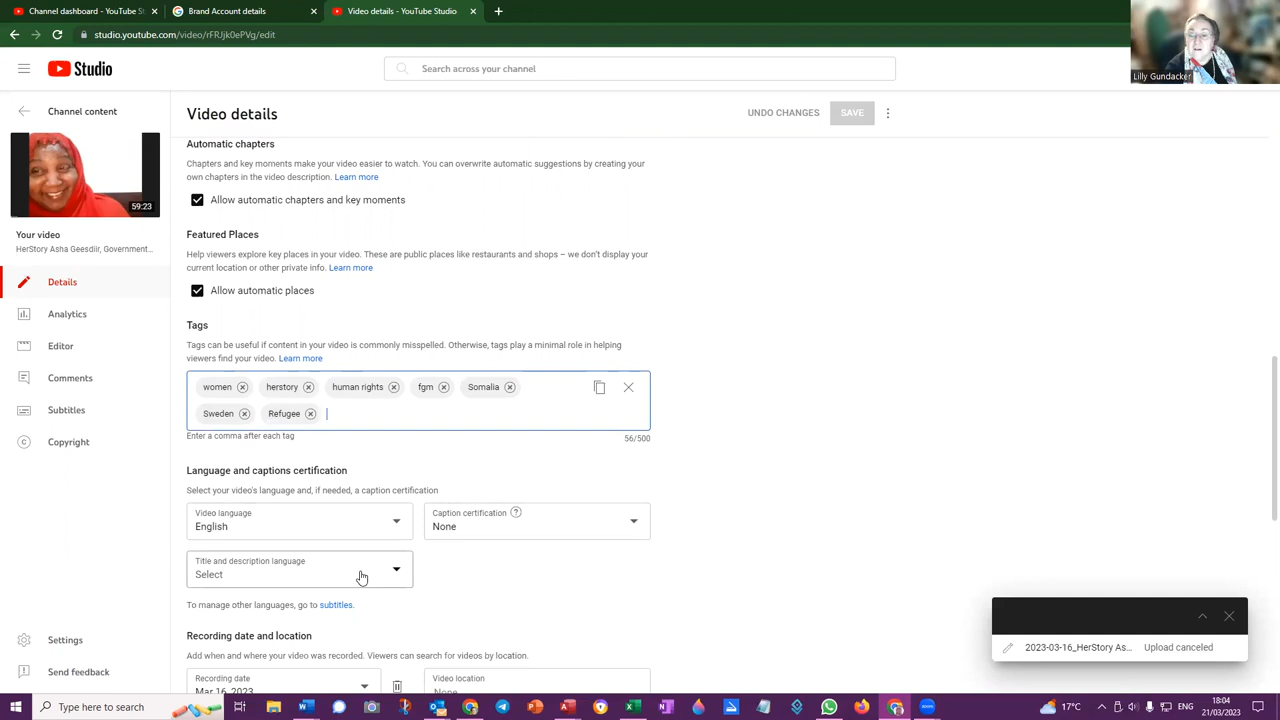 Channel dashboard - YouTube St
Brand Account details
Video details - YouTube Studio
studio.youtube.com/video/rFRJjk0ePVg/edit
Lilly Gundacker
Studio
Search across your channel
Channel content
Video details
UNDO CHANGES
SAVE
59:23
Your video
HerStory Asha Geesdiir, Government...
Details
Analytics
Editor
Comments
Subtitles
Copyright
Settings
Send feedback
Automatic chapters
Chapters and key moments make your video easier to watch. You can overwrite automatic suggestions by creating
your own chapters in the video description. Learn more
Allow automatic chapters and key moments
Featured Places
Help viewers explore key places in your video. These are public places like restaurants and shops – we don't display your
current location or other private info. Learn more
Allow automatic places
Tags
Tags can be useful if content in your video is commonly misspelled. Otherwise, tags play a minimal role in helping
viewers find your video. Learn more
women herstory human rights fgm Somalia
Sweden Refugee
Enter a comma after each tag
56/500
Language and captions certification
Select your video's language and, if needed, a caption certification
Video language
English
Caption certification
None
Title and description language
Select
To manage other languages, go to subtitles.
Recording date and location
Add when and where your video was recorded. Viewers can search for videos by location.
Recording date
Mar 16, 2023
Video location
None
2023-03-16_HerStory As... Upload canceled
Type here to search
17°C
ENG
18:04
21/03/2023